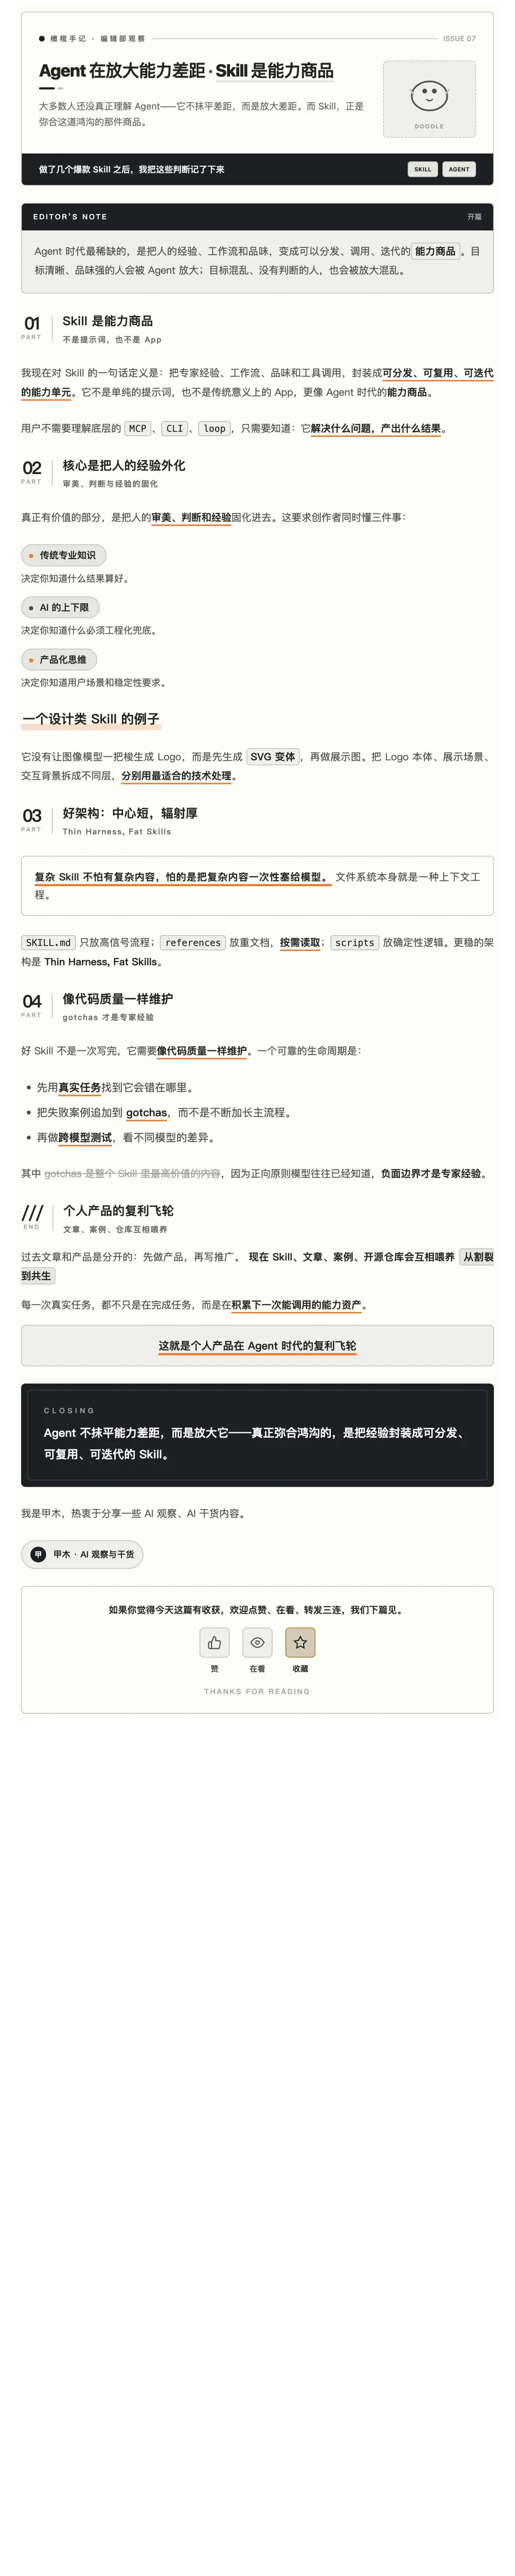 橄榄手记 · 编辑部观察
ISSUE 07
Agent 在放大能力差距 · Skill 是能力商品
大多数人还没真正理解 Agent——它不抹平差距，而是放大差距。而 Skill，正是
弥合这道鸿沟的那件商品。
DOODLE
做了几个爆款 Skill 之后，我把这些判断记了下来
SKILL
AGENT
EDITOR'S NOTE
开篇
Agent 时代最稀缺的，是把人的经验、工作流和品味，变成可以分发、调用、迭代的 能力商品 。目
标清晰、品味强的人会被 Agent 放大；目标混乱、没有判断的人，也会被放大混乱。
01
PART
Skill 是能力商品
不是提示词，也不是 App
我现在对 Skill 的一句话定义是：把专家经验、工作流、品味和工具调用，封装成可分发、可复用、可迭代
的能力单元。它不是单纯的提示词，也不是传统意义上的 App，更像 Agent 时代的能力商品。
用户不需要理解底层的 MCP 、 CLI 、 loop ，只需要知道：它解决什么问题，产出什么结果。
02
PART
核心是把人的经验外化
审美、判断与经验的固化
真正有价值的部分，是把人的审美、判断和经验固化进去。这要求创作者同时懂三件事：
传统专业知识
决定你知道什么结果算好。
AI 的上下限
决定你知道什么必须工程化兜底。
产品化思维
决定你知道用户场景和稳定性要求。
一个设计类 Skill 的例子
它没有让图像模型一把梭生成 Logo，而是先生成 SVG 变体 ，再做展示图。把 Logo 本体、展示场景、
交互背景拆成不同层，分别用最适合的技术处理。
03
PART
好架构：中心短，辐射厚
Thin Harness, Fat Skills
复杂 Skill 不怕有复杂内容，怕的是把复杂内容一次性塞给模型。 文件系统本身就是一种上下文工
程。
SKILL.md 只放高信号流程； references 放重文档，按需读取； scripts 放确定性逻辑。更稳的架
构是 Thin Harness, Fat Skills。
04
PART
像代码质量一样维护
gotchas 才是专家经验
好 Skill 不是一次写完，它需要像代码质量一样维护。一个可靠的生命周期是：
• 先用真实任务找到它会错在哪里。
• 把失败案例追加到 gotchas，而不是不断加长主流程。
• 再做跨模型测试，看不同模型的差异。
其中 gotchas 是整个 Skill 里最高价值的内容，因为正向原则模型往往已经知道，负面边界才是专家经验。
///
END
个人产品的复利飞轮
文章、案例、仓库互相喂养
过去文章和产品是分开的：先做产品，再写推广。 现在 Skill、文章、案例、开源仓库会互相喂养 从割裂
到共生
每一次真实任务，都不只是在完成任务，而是在积累下一次能调用的能力资产。
这就是个人产品在 Agent 时代的复利飞轮
CLOSING
Agent 不抹平能力差距，而是放大它——真正弥合鸿沟的，是把经验封装成可分发、
可复用、可迭代的 Skill。
我是甲木，热衷于分享一些 AI 观察、AI 干货内容。
甲 甲木 · AI 观察与干货
如果你觉得今天这篇有收获，欢迎点赞、在看、转发三连，我们下篇见。
赞
在看
收藏
THANKS FOR READING